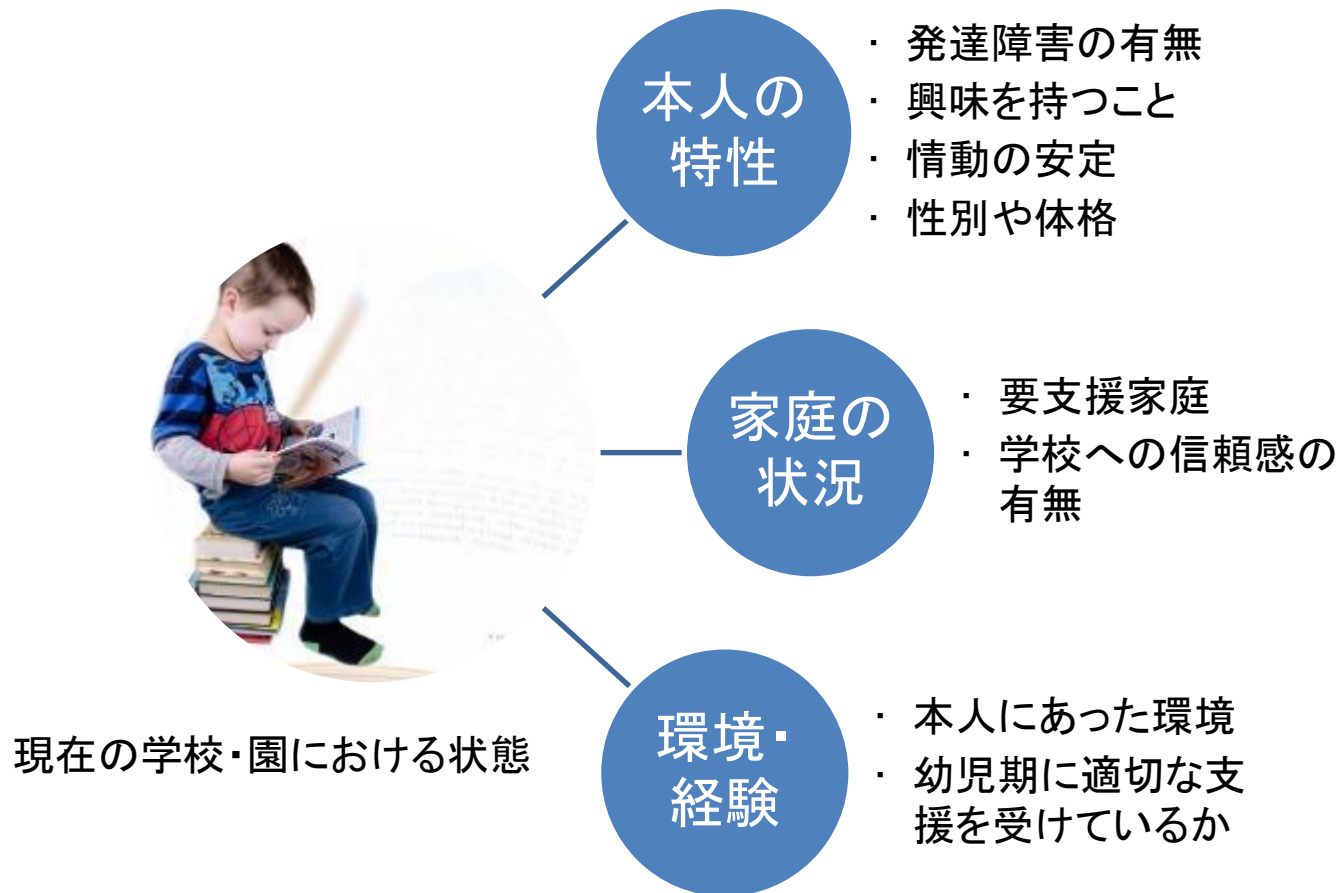 本人の
特性
・ 発達障害の有無
・ 興味を持つこと
・ 情動の安定
・ 性別や体格
家庭の
状況
・ 要支援家庭
・ 学校への信頼感の
有無
現在の学校・園における状態
環境・
経験
・ 本人にあった環境
・ 幼児期に適切な支
援を受けているか